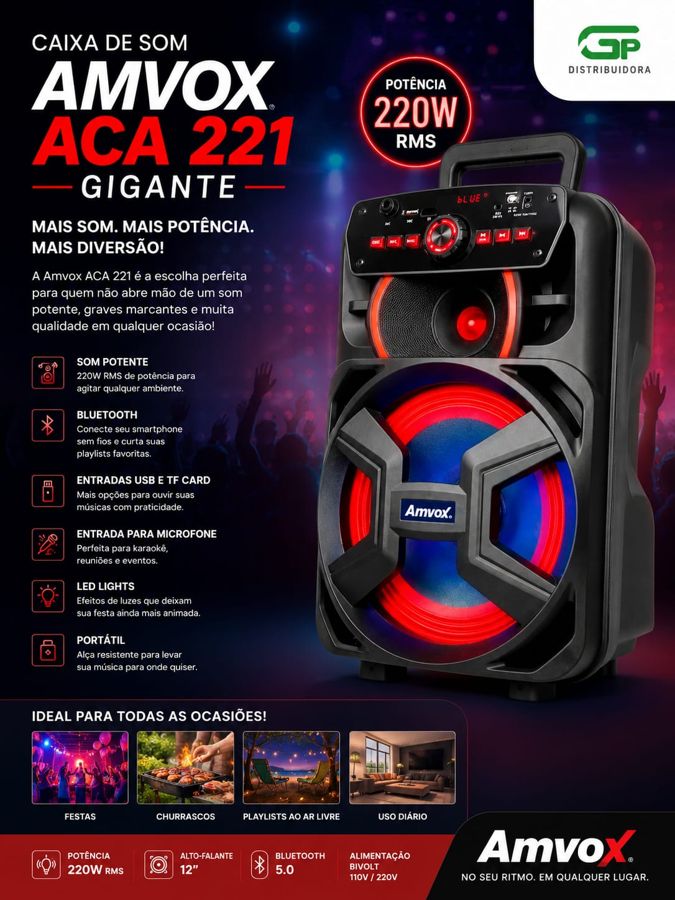 CAIXA DE SOM
AMVOX
ACA 221
GIGANTE
GP
DISTRIBUIDORA
POTÊNCIA
220W
RMS
MAIS SOM. MAIS POTÊNCIA.
MAIS DIVERSÃO!
A Amvox ACA 221 é a escolha perfeita
para quem não abre mão de um som
potente, graves marcantes e muita
qualidade em qualquer ocasião!
SOM POTENTE
220W RMS de potência para
agitar qualquer ambiente.
BLUETOOTH
Conecte seu smartphone
sem fios e curta suas
playlists favoritas.
ENTRADAS USB E TF CARD
Mais opções para ouvir suas
músicas com praticidade.
ENTRADA PARA MICROFONE
Perfeita para karaokê,
reuniões e eventos.
LED LIGHTS
Efeitos de luzes que deixam
sua festa ainda mais animada.
PORTÁTIL
Alça resistente para levar
sua música para onde quiser.
bLUE
Amvox®
IDEAL PARA TODAS AS OCASIÕES!
FESTAS
CHURRASCOS
PLAYLISTS AO AR LIVRE
USO DIÁRIO
POTÊNCIA
220W RMS
ALTO-FALANTE
12"
BLUETOOTH
5.0
ALIMENTAÇÃO
BIVOLT
110V / 220V
Amvox®
NO SEU RITMO. EM QUALQUER LUGAR.